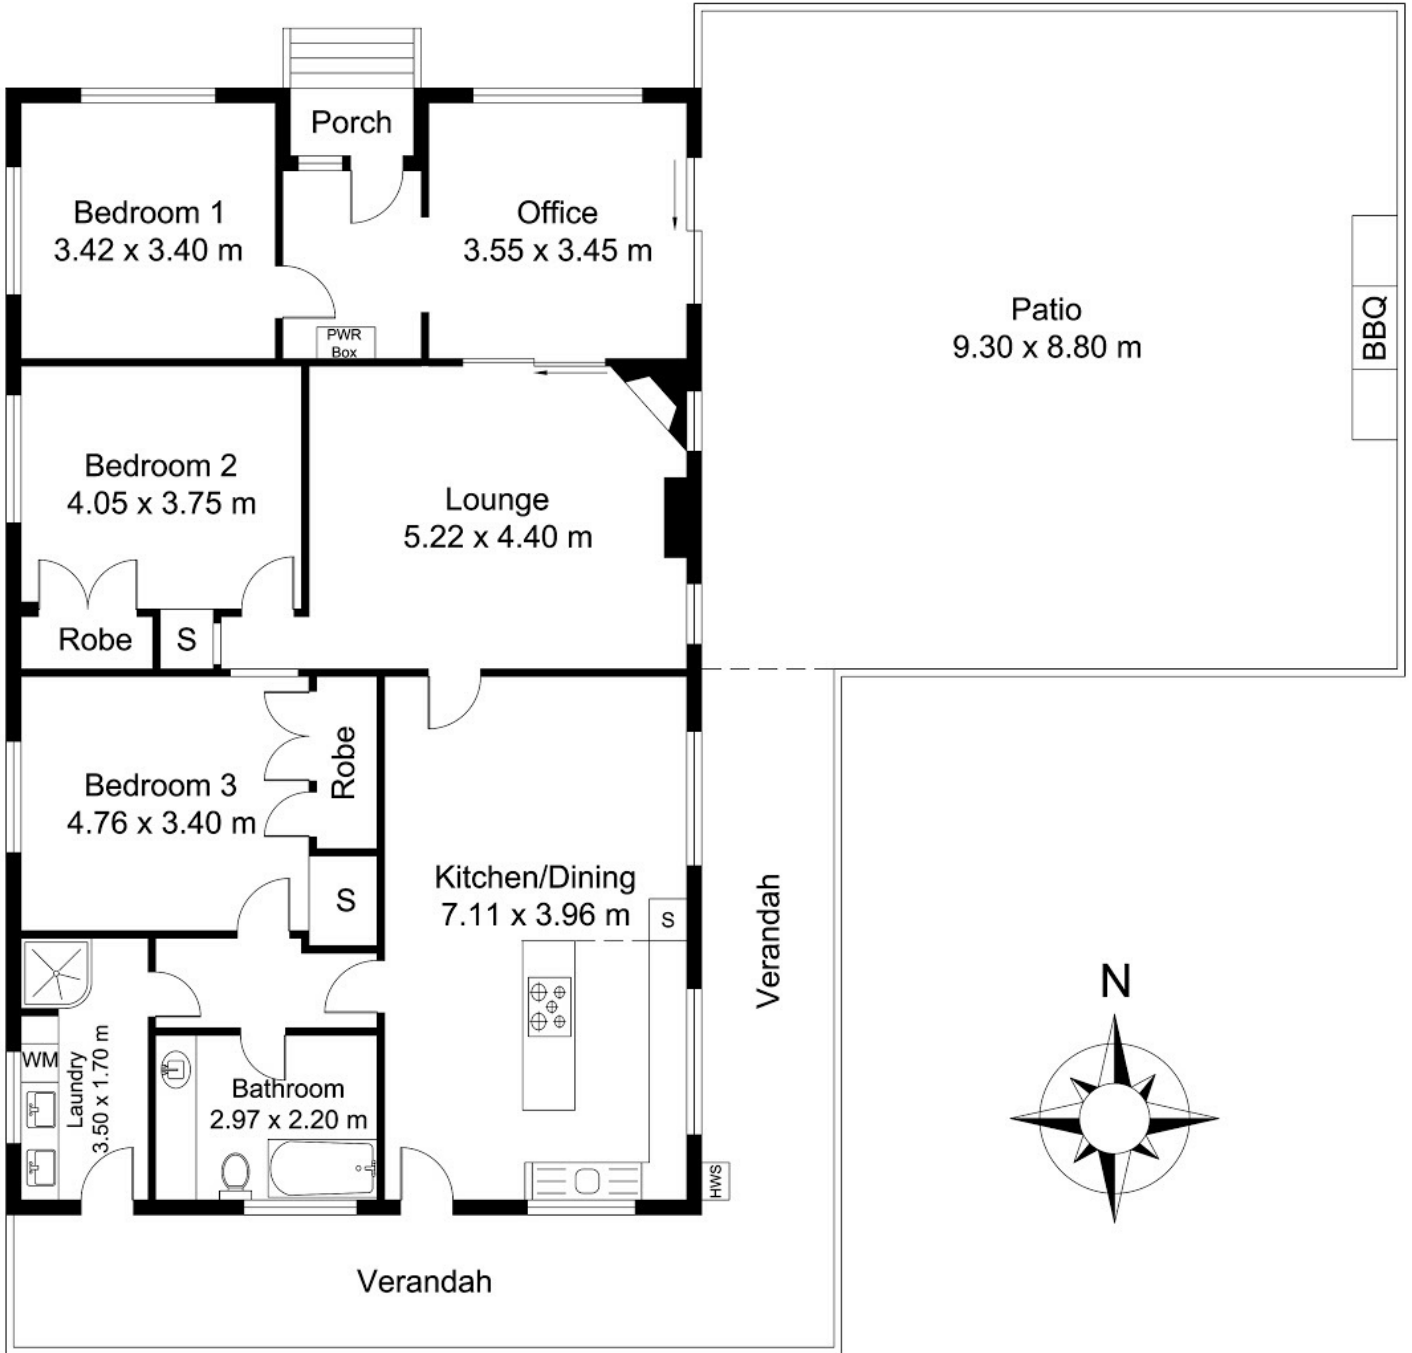 Porch
Bedroom 1
3.42 x 3.40 m
Office
3.55 x 3.45 m
PWR
Box
Patio
9.30 x 8.80 m
BBQ
Bedroom 2
4.05 x 3.75 m
Lounge
5.22 x 4.40 m
Robe
S
Robe
Bedroom 3
4.76 x 3.40 m
S
Kitchen/Dining
7.11 x 3.96 m
S
Verandah
N
WM
Laundry
3.50 x 1.70 m
Bathroom
2.97 x 2.20 m
HWS
Verandah